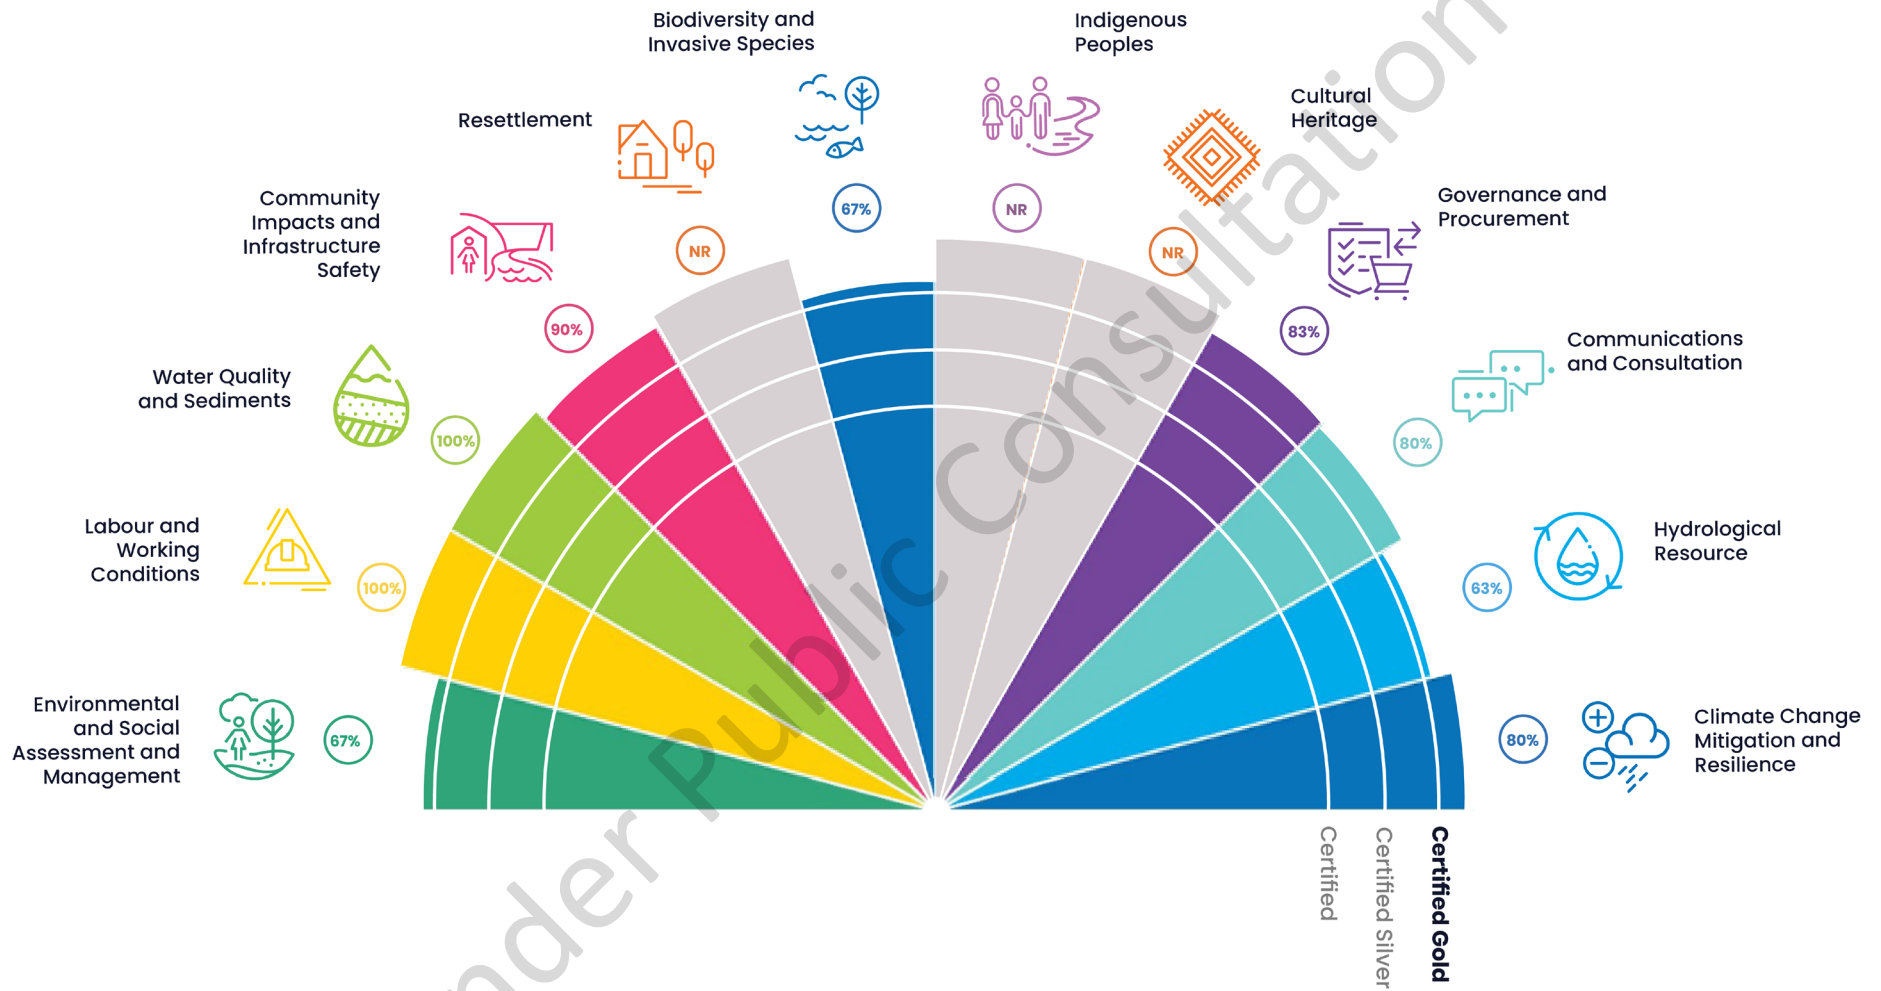 Biodiversity and
Invasive Species
Indigenous
Peoples
Resettlement
Cultural
Heritage
Community
Impacts and
Infrastructure
Safety
Governance and
Procurement
67%
NR
NR
NR
90%
83%
Water Quality
and Sediments
Communications
and Consultation
100%
80%
Labour and
Working
Conditions
Hydrological
Resource
100%
63%
Environmental
and Social
Assessment and
Management
67%
80%
Climate Change
Mitigation and
Resilience
Certified
Certified Silver
Certified Gold
nder Public Consultation